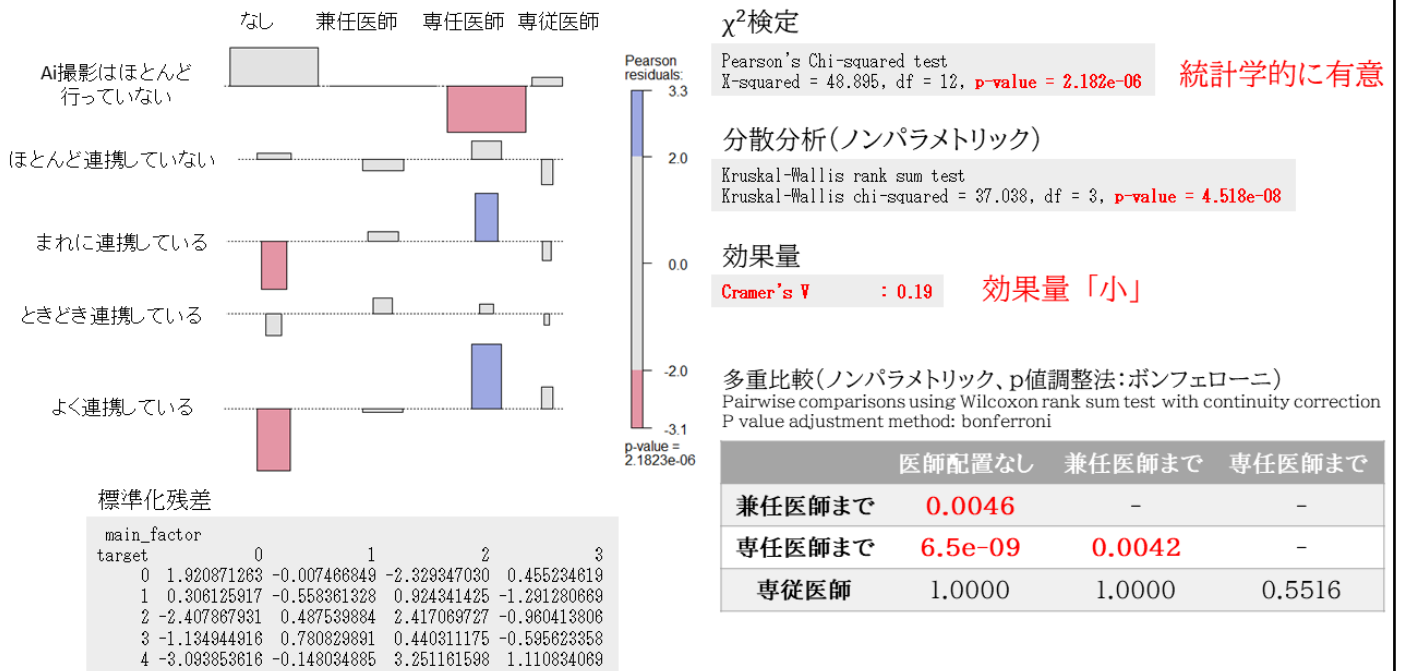 なし 兼任医師 専任医師 専従医師
Ai撮影はほとんど
行っていない
ほとんど連携していない
まれに連携している
ときどき連携している
よく連携している
Pearson
residuals:
3.3
2.0
0.0
-2.0
-3.1
p-value =
2.1823e-06
標準化残差
main_factor
target 0 1 2 3
0 1.920871263 -0.007466849 -2.329347030 0.455234619
1 0.306125917 -0.558361328 0.924341425 -1.291280669
2 -2.407867931 0.487539884 2.417069727 -0.960413806
3 -1.134944916 0.780829891 0.440311175 -0.595623358
4 -3.093853616 -0.148034885 3.251161598 1.110834069
χ²検定
Pearson's Chi-squared test
X-squared = 48.895, df = 12, p-value = 2.182e-06
統計学的に有意
分散分析(ノンパラメトリック)
Kruskal-Wallis rank sum test
Kruskal-Wallis chi-squared = 37.038, df = 3, p-value = 4.518e-08
効果量
Cramer's V : 0.19
効果量「小」
多重比較(ノンパラメトリック、p値調整法:ボンフェローニ)
Pairwise comparisons using Wilcoxon rank sum test with continuity correction
P value adjustment method: bonferroni
医師配置なし 兼任医師まで 専任医師まで
兼任医師まで 0.0046 - -
専任医師まで 6.5e-09 0.0042 -
専従医師 1.0000 1.0000 0.5516